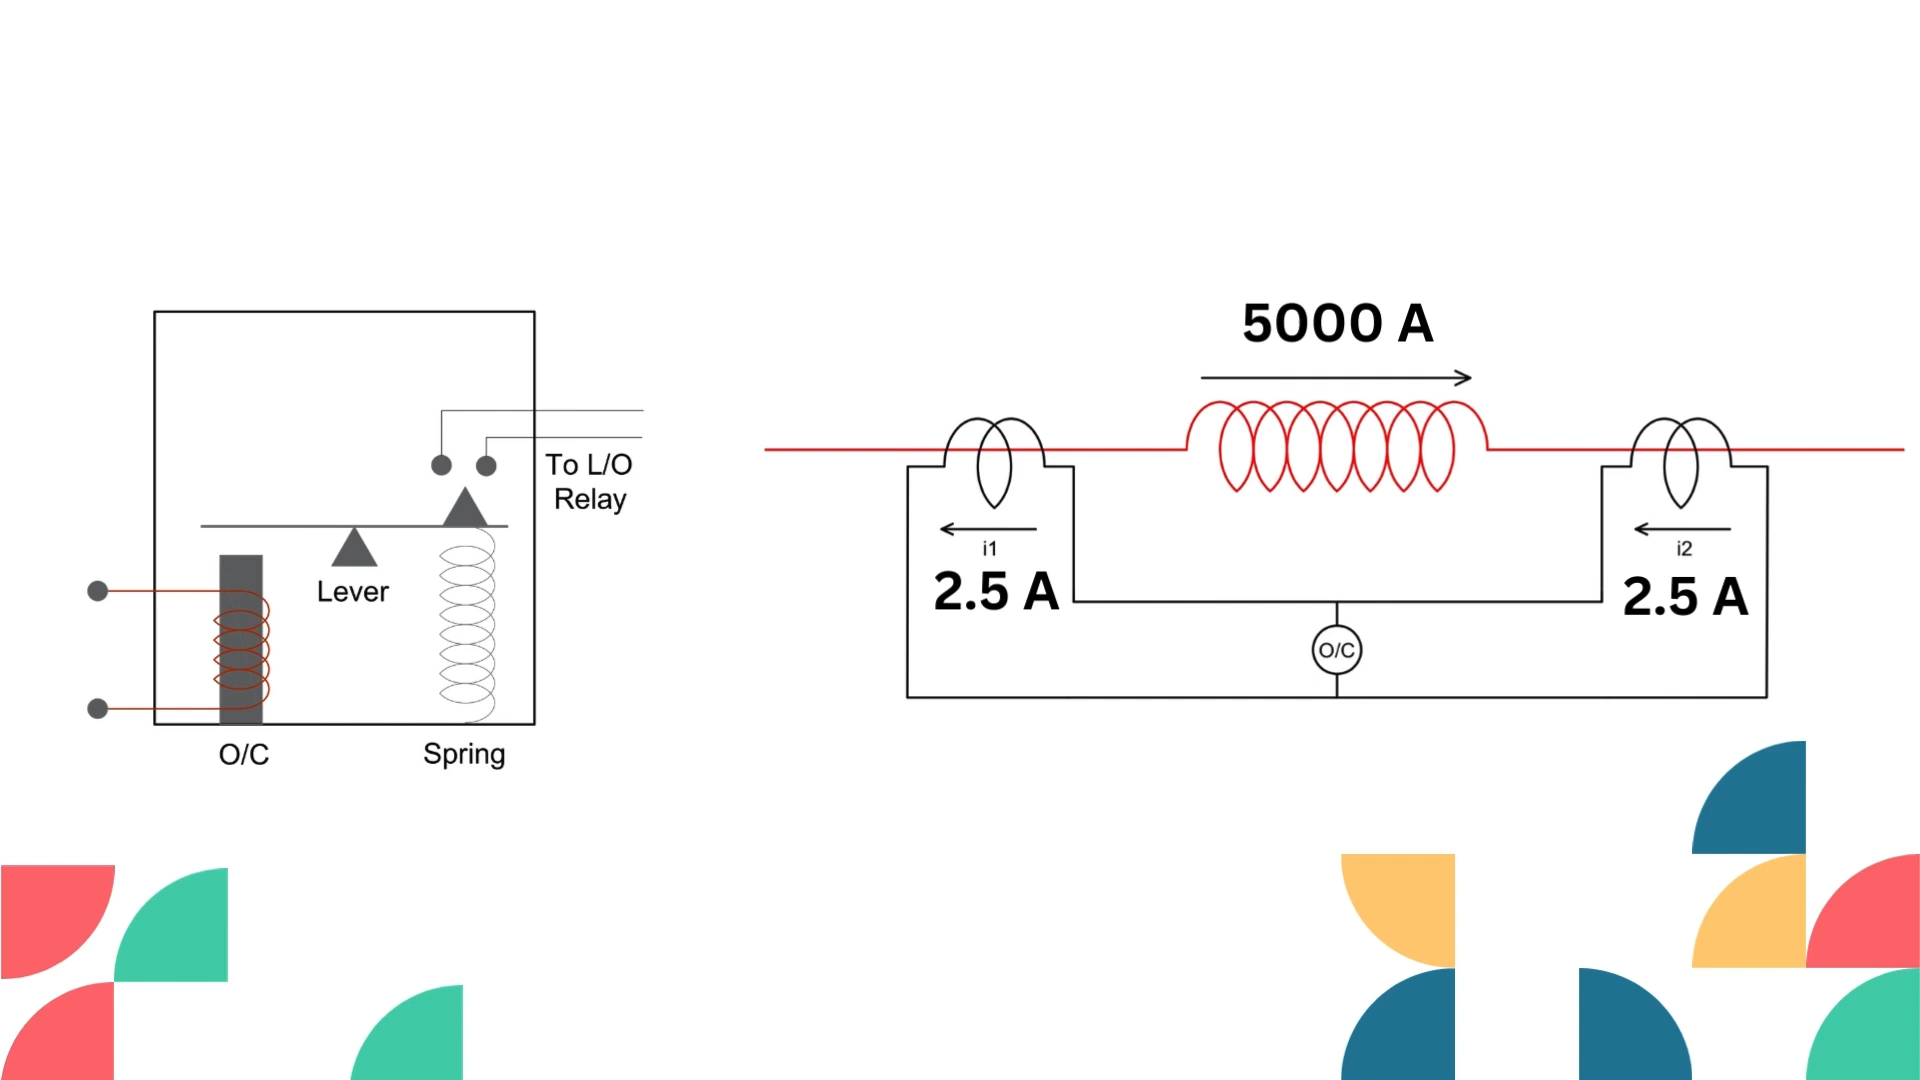 To L/O
Relay
Lever
O/C
Spring
5000 A
i1
2.5 A
i2
2.5 A
O/C